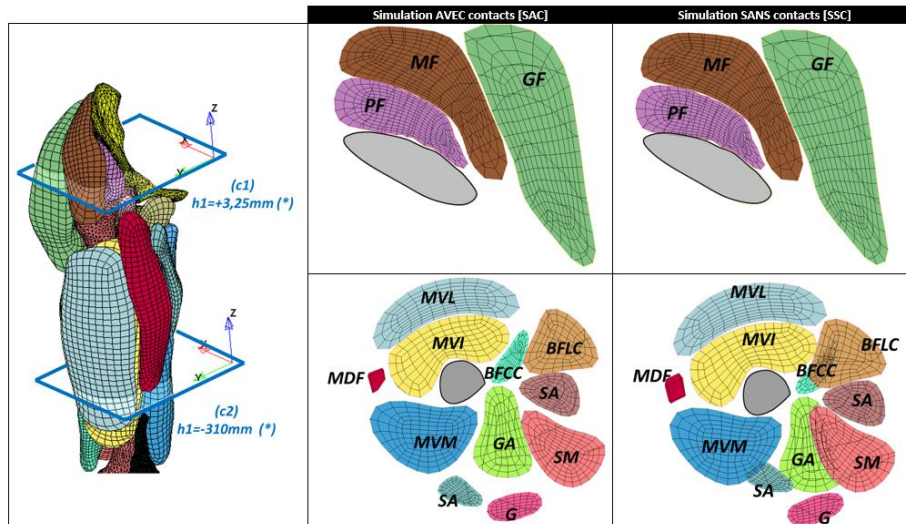 Simulation AVEC contacts [SAC]
Simulation SANS contacts [SSC]
Z
X
Y
(c1)
h1=+3,25mm (*)
Z
Y
(c2)
h1=-310mm (*)
MF
GF
PF
MF
GF
PF
MVL
MVI
BFLC
BFCC
MDF
SA
MVM
GA
SM
SA
G
MVL
MVI
BFLC
BFCC
MDF
SA
MVM
GA
SM
SA
G